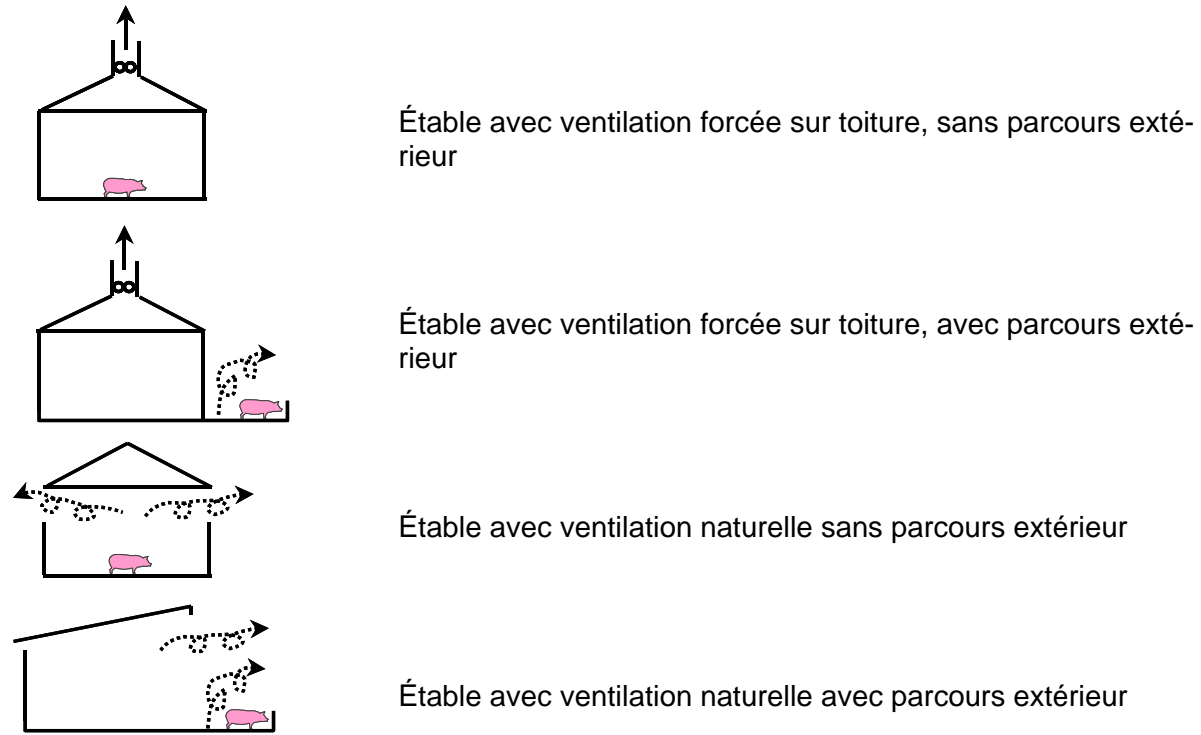 Étable avec ventilation forcée sur toiture, sans parcours exté-
rieur
Étable avec ventilation forcée sur toiture, avec parcours exté-
rieur
Étable avec ventilation naturelle sans parcours extérieur
Étable avec ventilation naturelle avec parcours extérieur